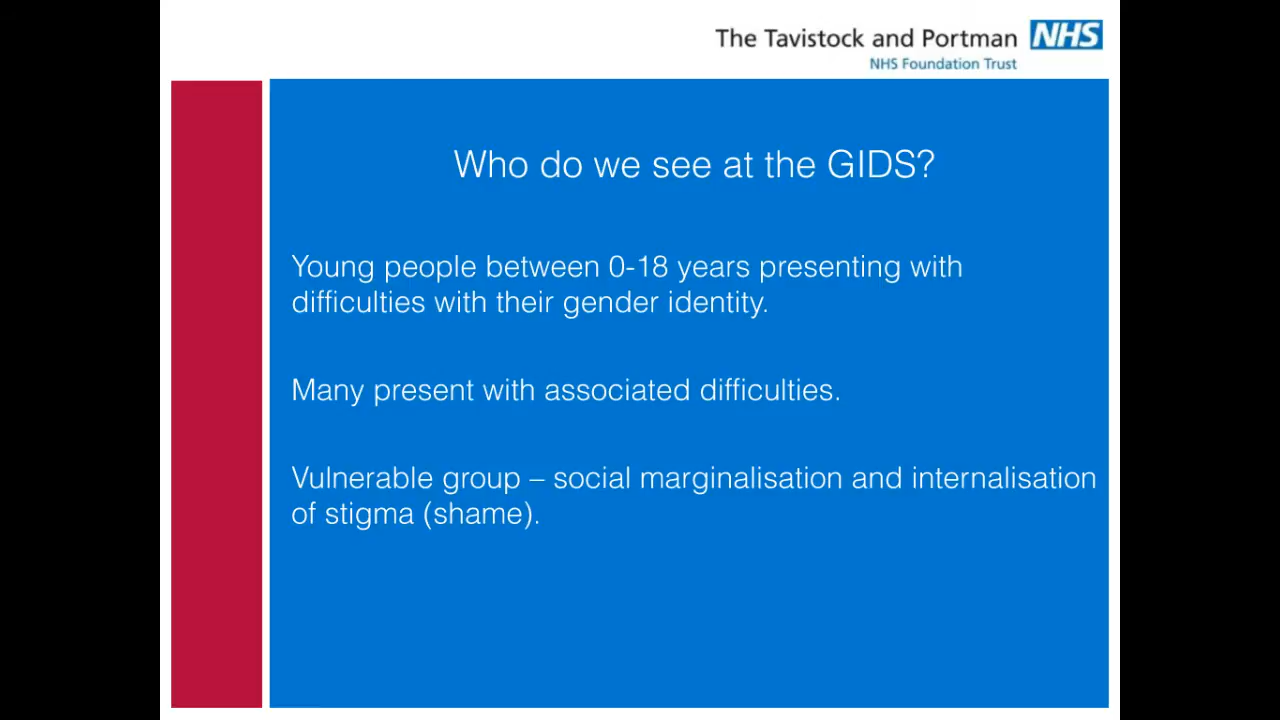 The Tavistock and Portman NHS
NHS Foundation Trust
Who do we see at the GIDS?
Young people between 0-18 years presenting with
difficulties with their gender identity.
Many present with associated difficulties.
Vulnerable group – social marginalisation and internalisation
of stigma (shame).